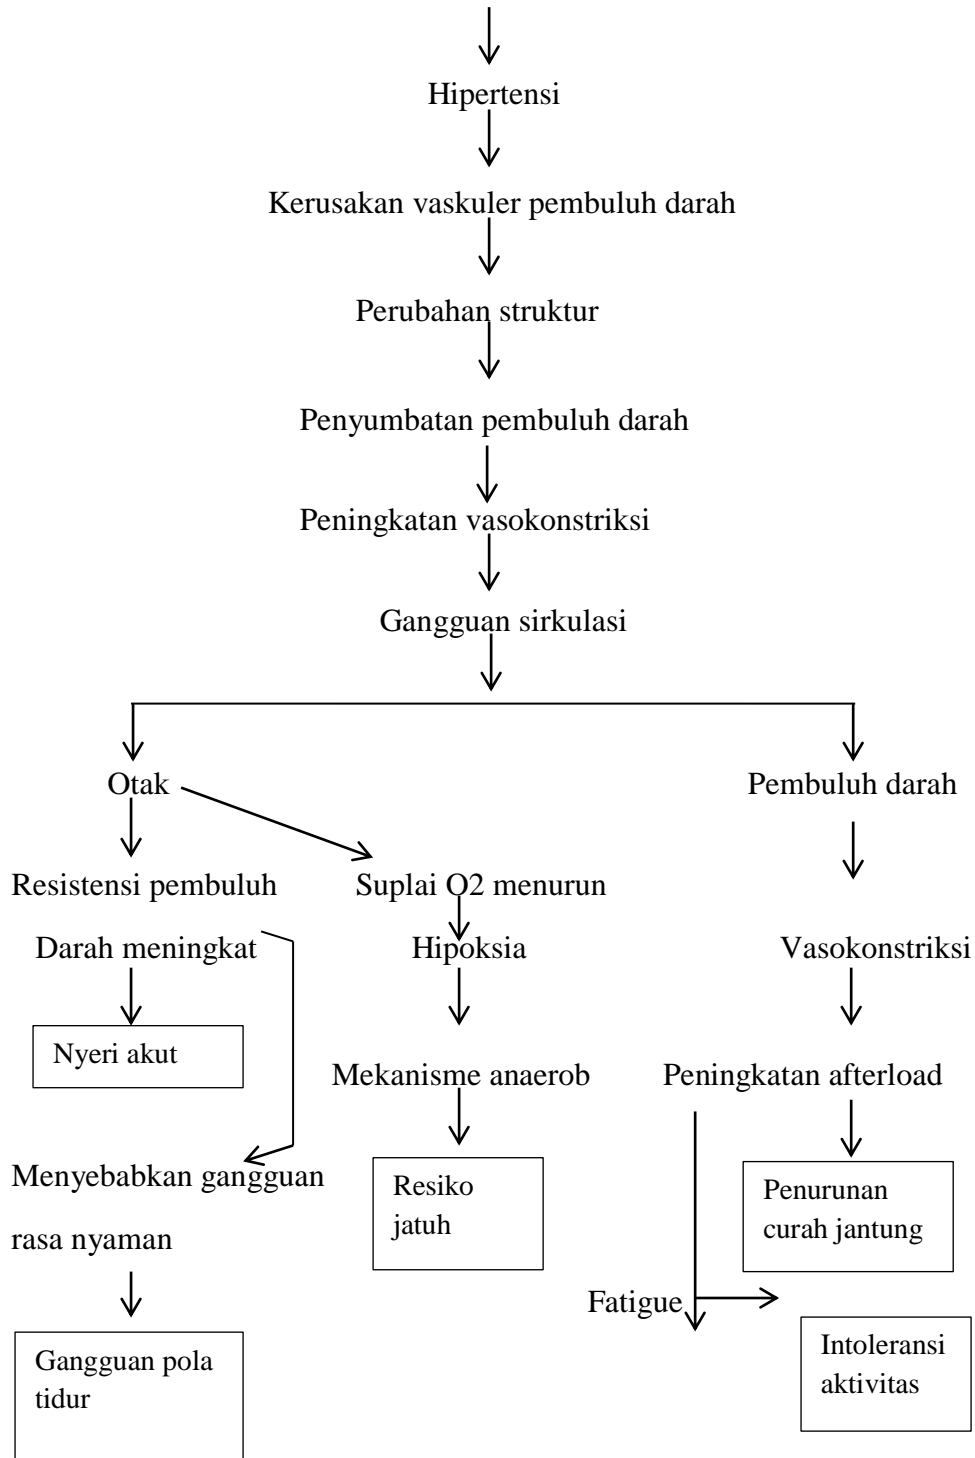 Hipertensi
Kerusakan vaskuler pembuluh darah
Perubahan struktur
Penyumbatan pembuluh darah
Peningkatan vasokonstriksi
Gangguan sirkulasi
Otak
Pembuluh darah
Resistensi pembuluh
Suplai O2 menurun
Darah meningkat
Hipoksia
Vasokonstriksi
Nyeri akut
Mekanisme anaerob
Peningkatan afterload
Menyebabkan gangguan
rasa nyaman
Resiko
jatuh
Penurunan
curah jantung
Fatigue
Gangguan pola
tidur
Intoleransi
aktivitas